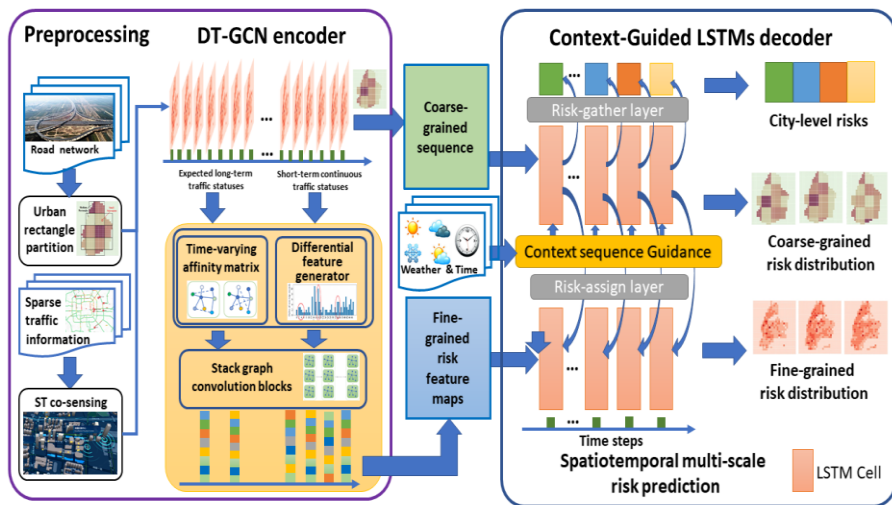 Preprocessing
Road network
Urban
rectangle
partition
Sparse
traffic
information
ST co-sensing
DT-GCN encoder
...
Expected long-term
traffic statuses
Short-term continuous
traffic statuses
Time-varying
affinity matrix
Differential
feature
generator
Stack graph
convolution blocks
...
Coarse-
grained
sequence
Weather & Time
Fine-
grained
risk
feature
maps
Context-Guided LSTMs decoder
...
Risk-gather layer
...
Context sequence Guidance
Risk-assign layer
...
...
Time steps
Spatiotemporal multi-scale
risk prediction
City-level risks
Coarse-grained
risk distribution
Fine-grained
risk distribution
LSTM Cell